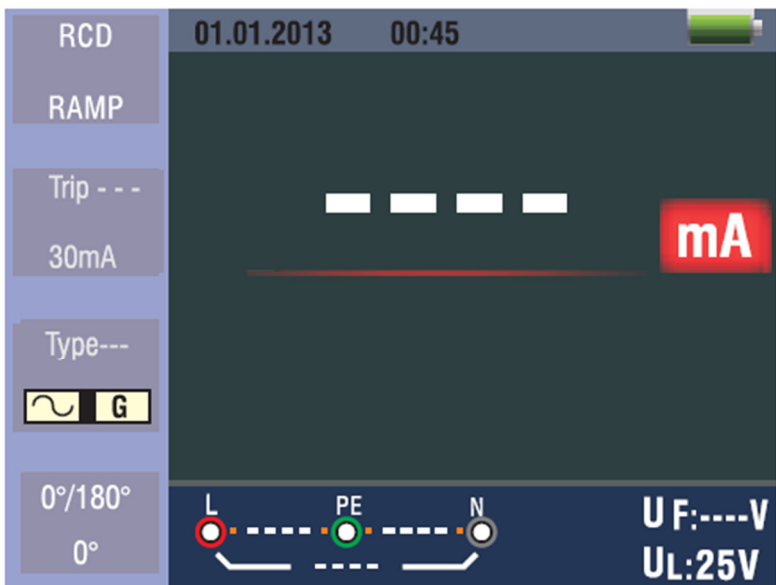 RCD
RAMP
Trip - - -
30mA
Type---
G
0°/180°
0°
01.01.2013 00:45
- - - -
mA
L PE N
----- -----
----
U F:----V
UL:25V